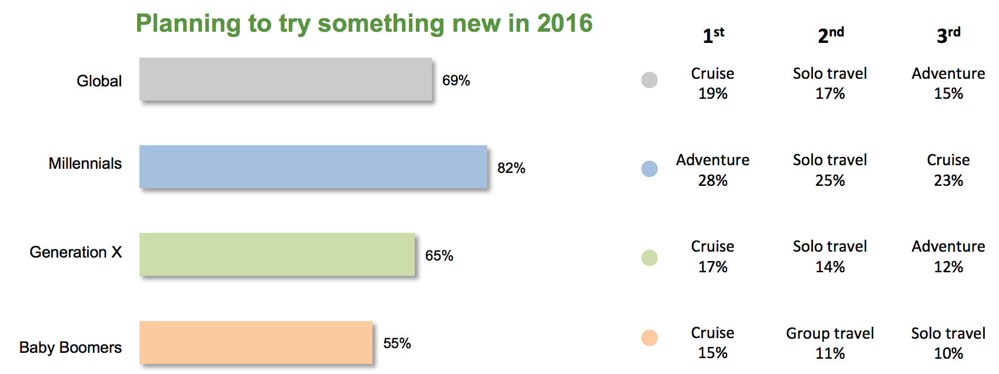 Planning to try something new in 2016
1st 2nd 3rd
Global 69%
Cruise Solo travel Adventure
19% 17% 15%
Millennials 82%
Adventure Solo travel Cruise
28% 25% 23%
Generation X 65%
Cruise Solo travel Adventure
17% 14% 12%
Baby Boomers 55%
Cruise Group travel Solo travel
15% 11% 10%